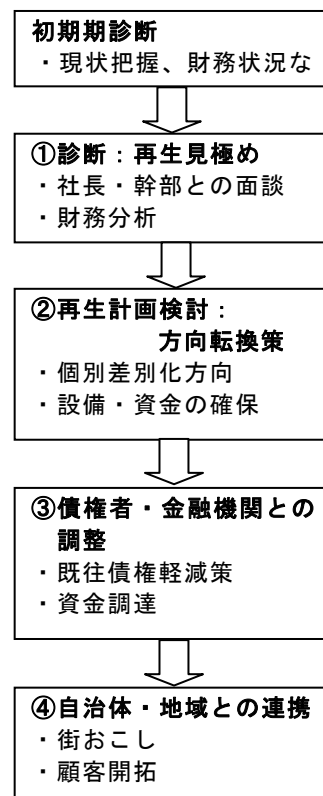 初期期診断
・現状把握、財務状況な
①診断：再生見極め
・社長・幹部との面談
・財務分析
②再生計画検討：
方向転換策
・個別差別化方向
・設備・資金の確保
③債権者・金融機関との
調整
・既往債権軽減策
・資金調達
④自治体・地域との連携
・街おこし
・顧客開拓